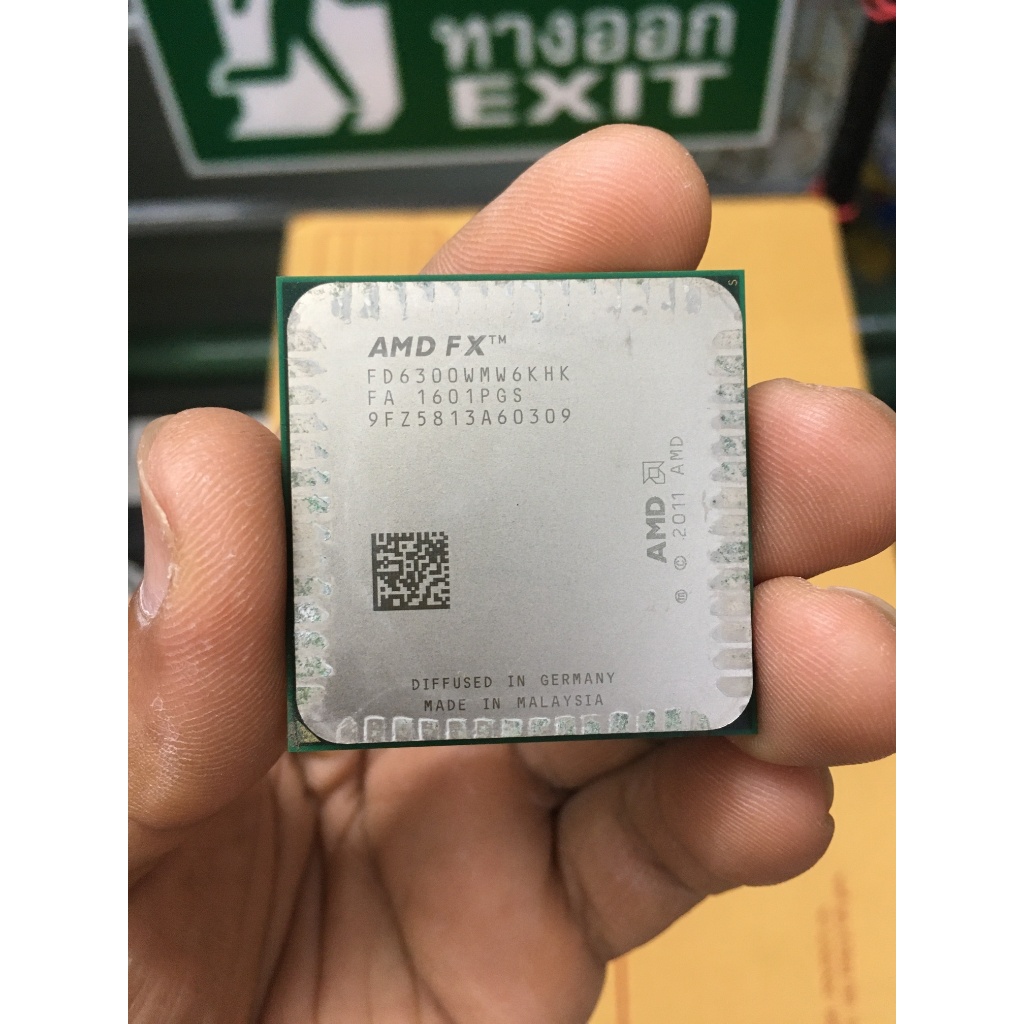 ทางออก
EXIT
S
AMD FX™
FD6300WMW6KHK
FA 1601PGS
9FZ5813A60309
AMD
Ⓜ © 2011 AMD
DIFFUSED IN GERMANY
MADE IN MALAYSIA